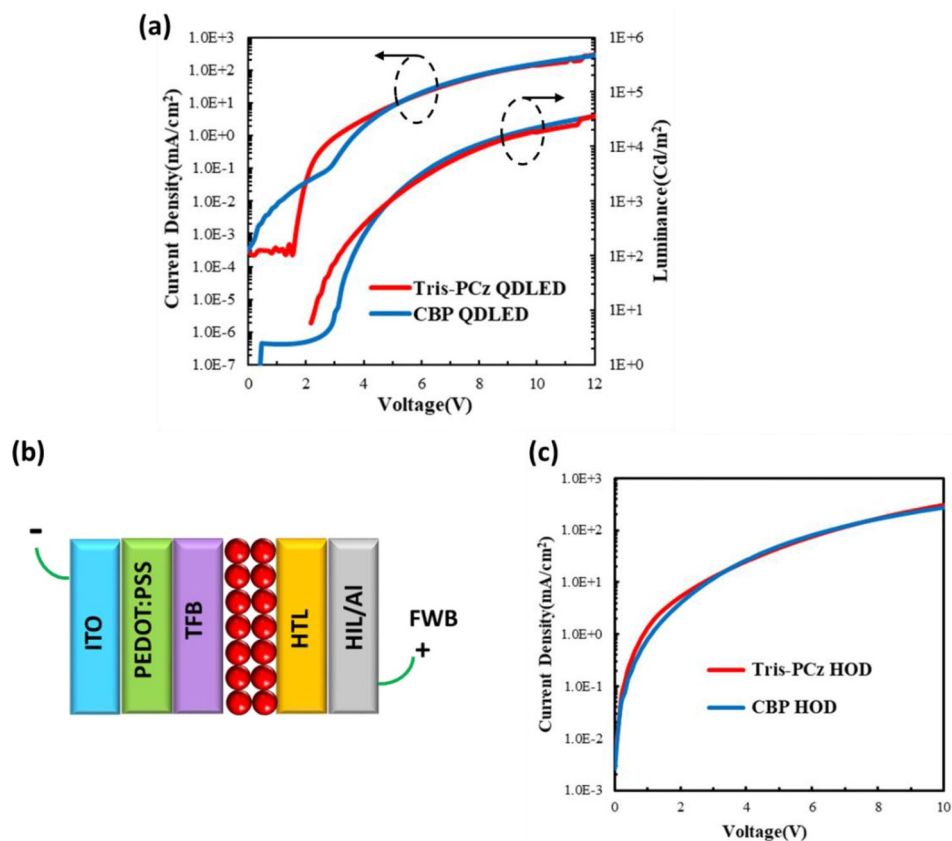 (a)
1.0E+3
1.0E+2
1.0E+1
1.0E+0
1.0E-1
1.0E-2
1.0E-3
1.0E-4
1.0E-5
1.0E-6
1.0E-7
Current Density(mA/cm²)
1E+6
1E+5
1E+4
1E+3
1E+2
1E+1
1E+0
Luminance(Cd/m²)
Tris-PCz QDLED
CBP QDLED
0 2 4 6 8 10 12
Voltage(V)
(b)
-
ITO
PEDOT:PSS
TFB
HTL
HIL/Al
FWB
+
(c)
1.0E+3
1.0E+2
1.0E+1
1.0E+0
1.0E-1
1.0E-2
1.0E-3
Current Density(mA/cm²)
Tris-PCz HOD
CBP HOD
0 2 4 6 8 10
Voltage(V)